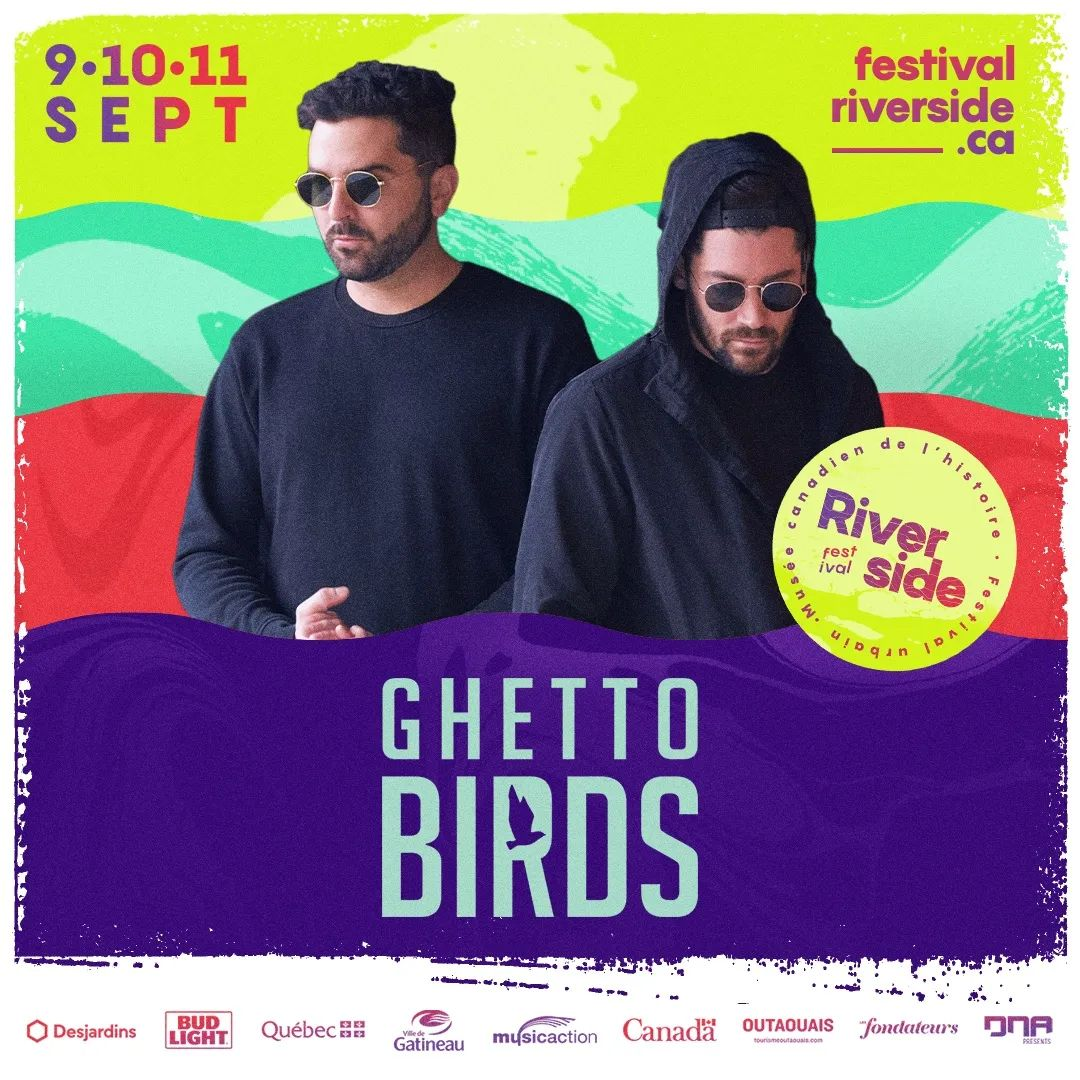 9•10•11
SEPT
festival
riverside
.ca
Musée canadien de l'histoire • Festival urbain •
River
fest
ival
side
GHETTO
BIRDS
Desjardins
BUD
LIGHT
Québec
Ville de
Gatineau
musicaction
Canada
OUTAOUAIS
tourismeoutaouais.com
LES fondateurs
DNA
PRESENTS